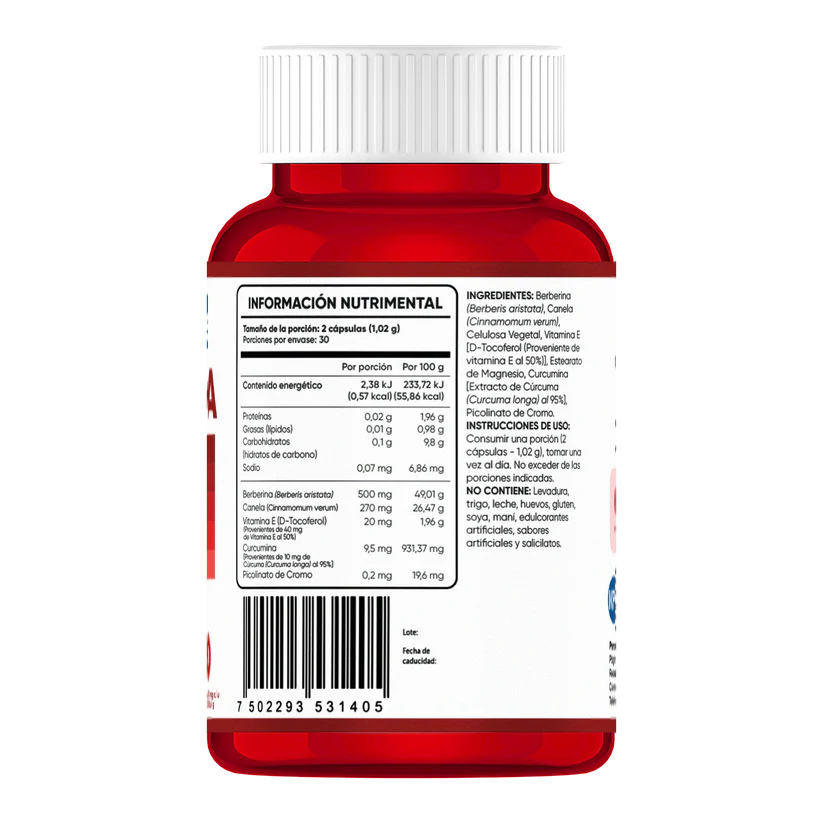 INFORMACIÓN NUTRIMENTAL
Tamaño de la porción: 2 cápsulas (1,02 g)
Porciones por envase: 30
Por porción Por 100 g
Contenido energético 2,38 kJ 233,72 kJ
(0,57 kcal) (55,86 kcal)
Proteínas 0,02 g 1,96 g
Grasas (lípidos) 0,01 g 0,98 g
Carbohidratos 0,1 g 9,8 g
(hidratos de carbono)
Sodio 0,07 mg 6,86 mg
Berberina (Berberis aristata) 500 mg 49,01 g
Canela (Cinnamomum verum) 270 mg 26,47 g
Vitamina E (D-Tocoferol) 20 mg 1,96 g
(Provenientes de 40 mg
de Vitamina E al 50%)
Curcumina 9,5 mg 931,37 mg
[Provenientes de 10 mg de
Cúrcuma (Curcuma longa) al 95%]
Picolinato de Cromo 0,2 mg 19,6 mg
INGREDIENTES: Berberina
(Berberis aristata), Canela
(Cinnamomum verum),
Celulosa Vegetal, Vitamina E
[D-Tocoferol (Proveniente de
vitamina E al 50%)], Estearato
de Magnesio, Curcumina
[Extracto de Cúrcuma
(Curcuma longa) al 95%],
Picolinato de Cromo.
INSTRUCCIONES DE USO:
Consumir una porción (2
cápsulas - 1,02 g), tomar una
vez al día. No exceder de las
porciones indicadas.
NO CONTIENE: Levadura,
trigo, leche, huevos, gluten,
soya, maní, edulcorantes
artificiales, sabores
artificiales y salicilatos.
Lote:
Fecha de
caducidad:
7 502293 531405
A